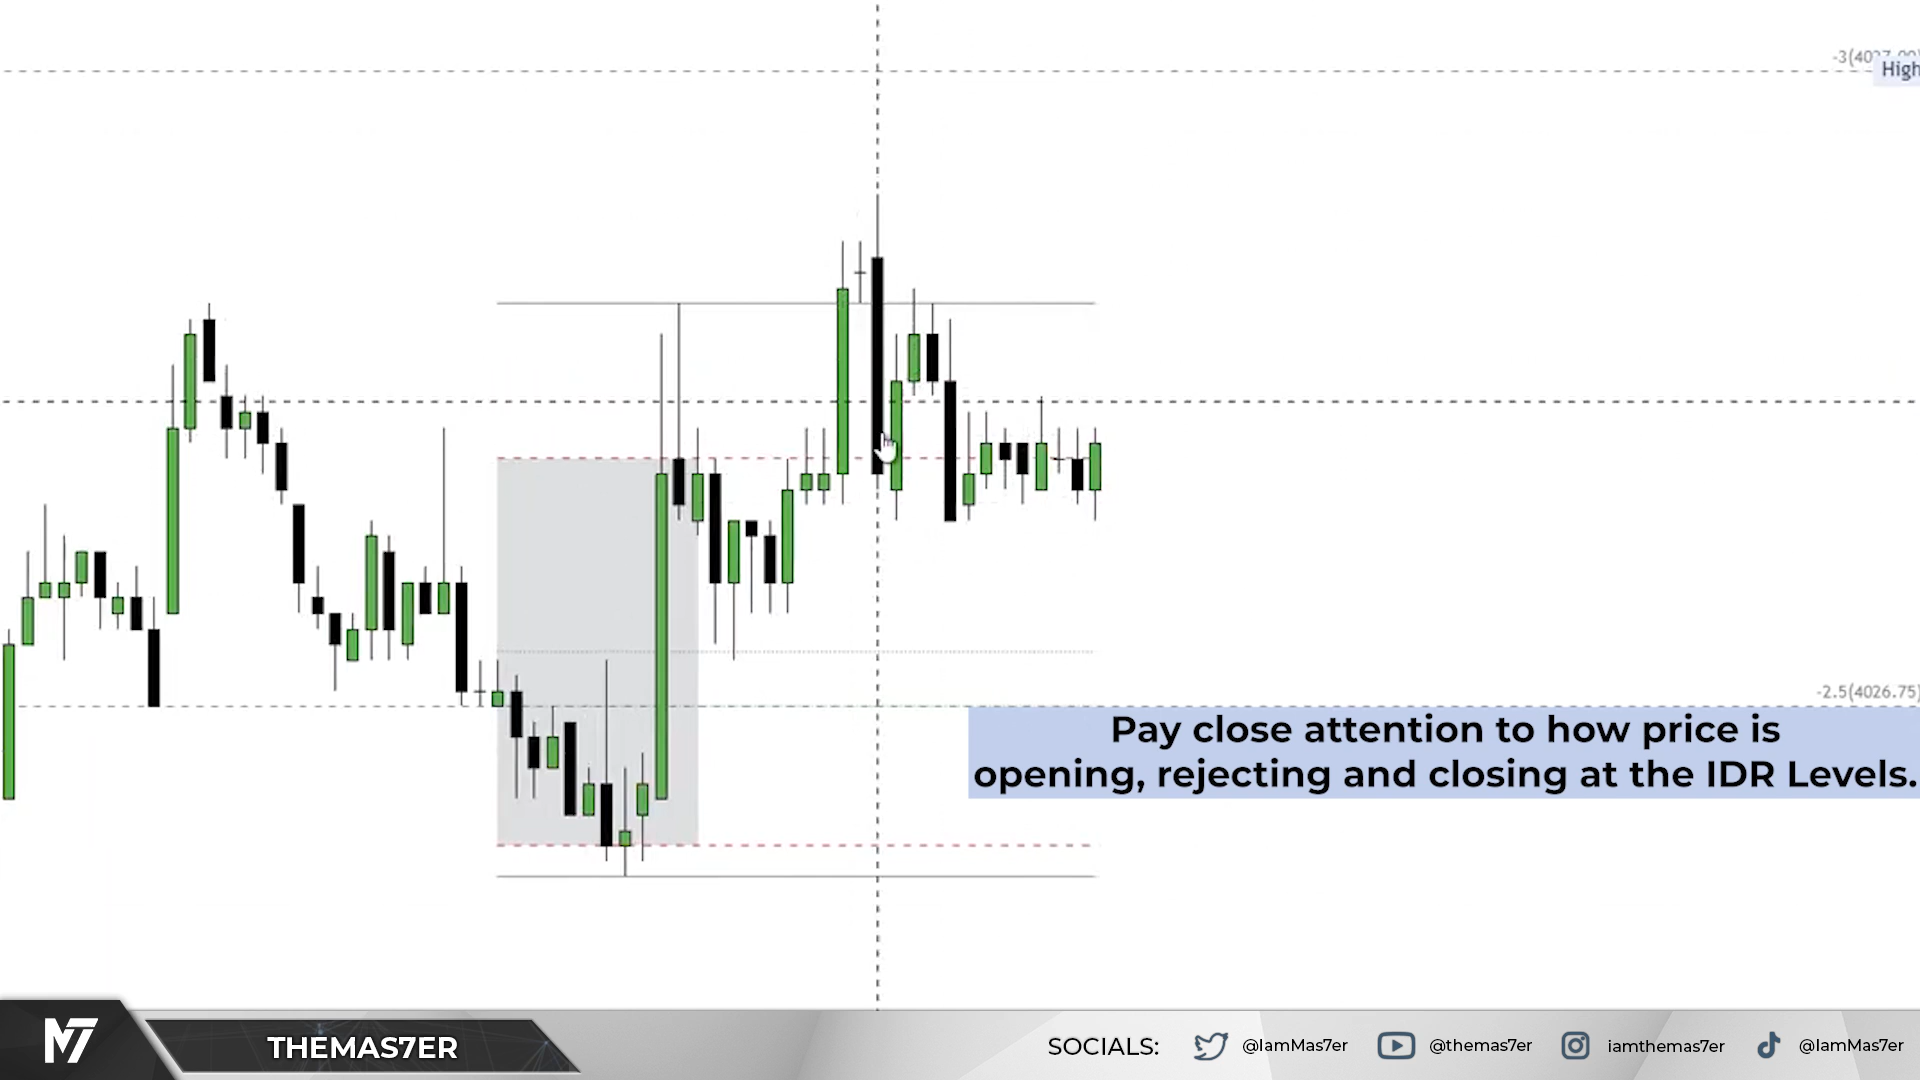 High
-2.5(4026.75)
Pay close attention to how price is
opening, rejecting and closing at the IDR Levels.
M7
THEMAS7ER
SOCIALS:
@IamMas7er
@themas7er
iamthemas7er
@IamMas7er